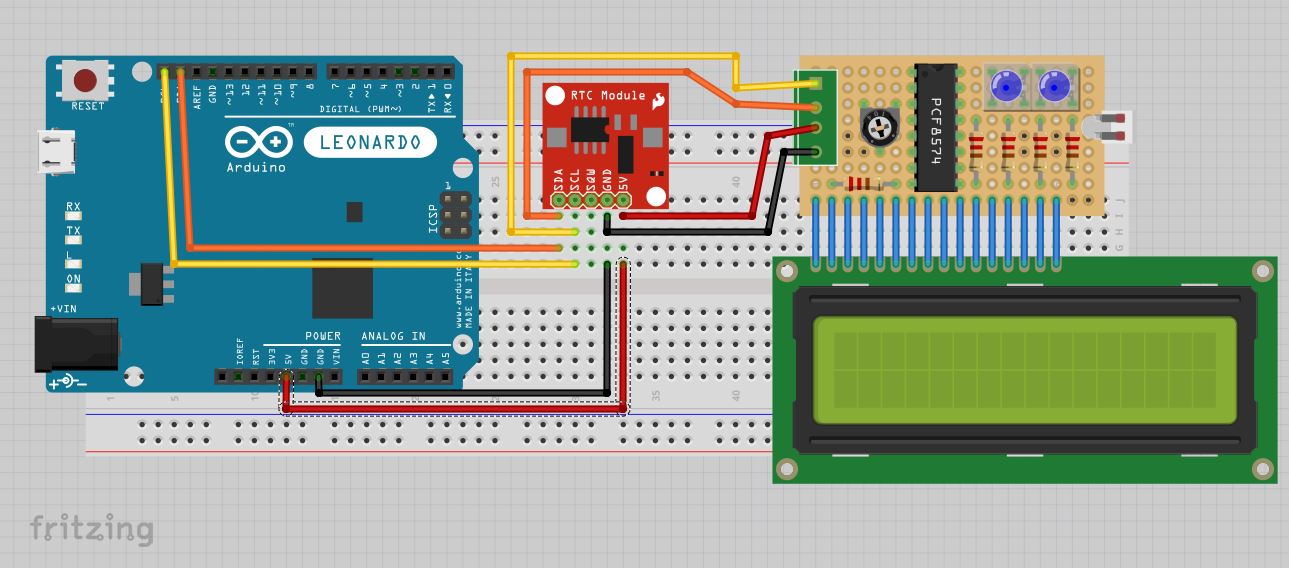 RESET
AREF
GND
~13
12
~11
~10
~9
8
7
~6
~5
4
~3
2
TX▶1
RX◀0
DIGITAL (PWM~)
Arduino
™
LEONARDO
RX
TX
L
ON
+VIN
1
ICSP
www.arduino.cc
MADE IN ITALY
POWER
ANALOG IN
IOREF
RST
3V3
5V
GND
GND
VIN
A0
A1
A2
A3
A4
A5
RTC Module
SDA
SCL
SQW
GND
5V
PCF8574
25
40
J
I
H
G
1
5
10
35
40
fritzing